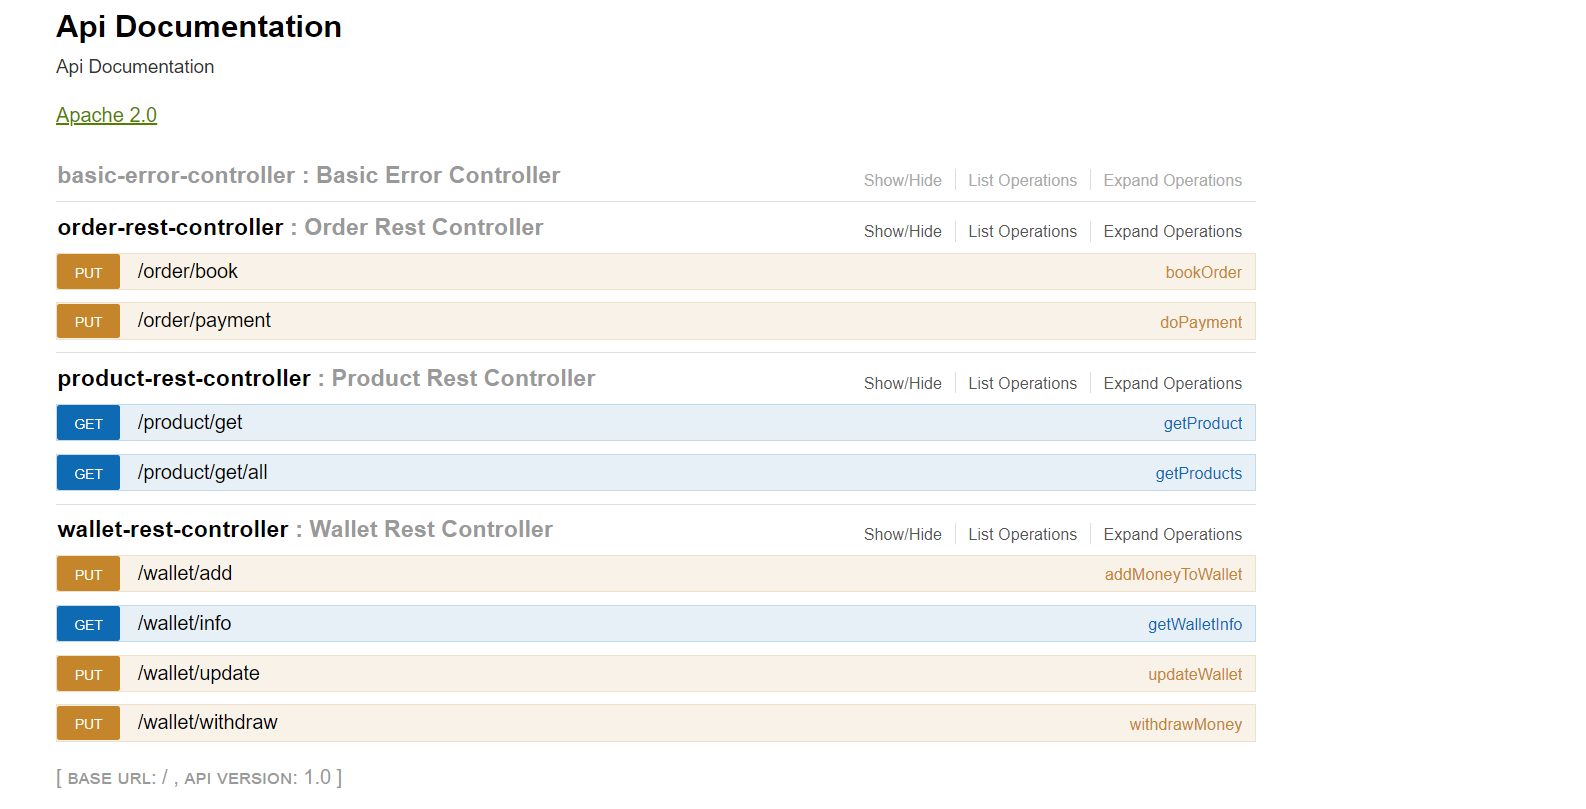 Api Documentation
Api Documentation
Apache 2.0
basic-error-controller : Basic Error Controller Show/Hide List Operations Expand Operations
order-rest-controller : Order Rest Controller Show/Hide List Operations Expand Operations
PUT /order/book bookOrder
PUT /order/payment doPayment
product-rest-controller : Product Rest Controller Show/Hide List Operations Expand Operations
GET /product/get getProduct
GET /product/get/all getProducts
wallet-rest-controller : Wallet Rest Controller Show/Hide List Operations Expand Operations
PUT /wallet/add addMoneyToWallet
GET /wallet/info getWalletInfo
PUT /wallet/update updateWallet
PUT /wallet/withdraw withdrawMoney
[ BASE URL: / , API VERSION: 1.0 ]